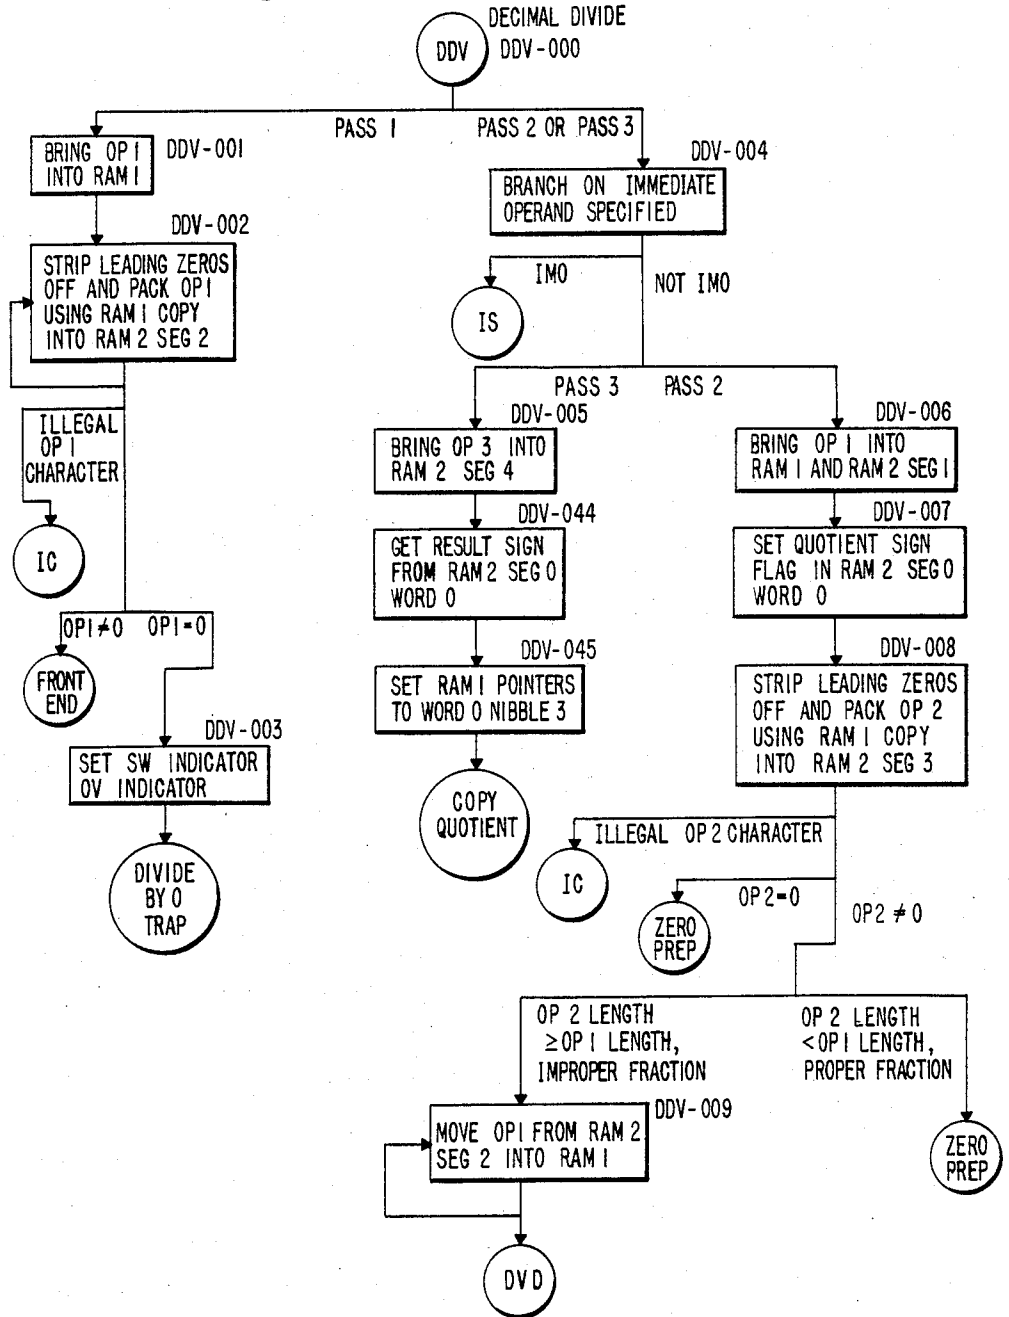 DECIMAL DIVIDE
DDV
DDV-000
PASS 1
PASS 2 OR PASS 3
BRING OP 1
INTO RAM 1
DDV-001
DDV-002
STRIP LEADING ZEROS
OFF AND PACK OP 1
USING RAM 1 COPY
INTO RAM 2 SEG 2
ILLEGAL
OP 1
CHARACTER
IC
OP1≠0
OP1=0
FRONT
END
DDV-003
SET SW INDICATOR
OV INDICATOR
DIVIDE
BY 0
TRAP
DDV-004
BRANCH ON IMMEDIATE
OPERAND SPECIFIED
IMO
NOT IMO
IS
PASS 3
PASS 2
DDV-005
BRING OP 3 INTO
RAM 2 SEG 4
DDV-044
GET RESULT SIGN
FROM RAM 2 SEG 0
WORD 0
DDV-045
SET RAM 1 POINTERS
TO WORD 0 NIBBLE 3
COPY
QUOTIENT
DDV-006
BRING OP 1 INTO
RAM 1 AND RAM 2 SEG 1
DDV-007
SET QUOTIENT SIGN
FLAG IN RAM 2 SEG 0
WORD 0
DDV-008
STRIP LEADING ZEROS
OFF AND PACK OP 2
USING RAM 1 COPY
INTO RAM 2 SEG 3
ILLEGAL OP 2 CHARACTER
IC
OP2=0
ZERO
PREP
OP2 ≠ 0
OP 2 LENGTH
≥OP 1 LENGTH,
IMPROPER FRACTION
OP 2 LENGTH
<OP 1 LENGTH,
PROPER FRACTION
DDV-009
MOVE OP1 FROM RAM 2
SEG 2 INTO RAM 1
ZERO
PREP
DVD